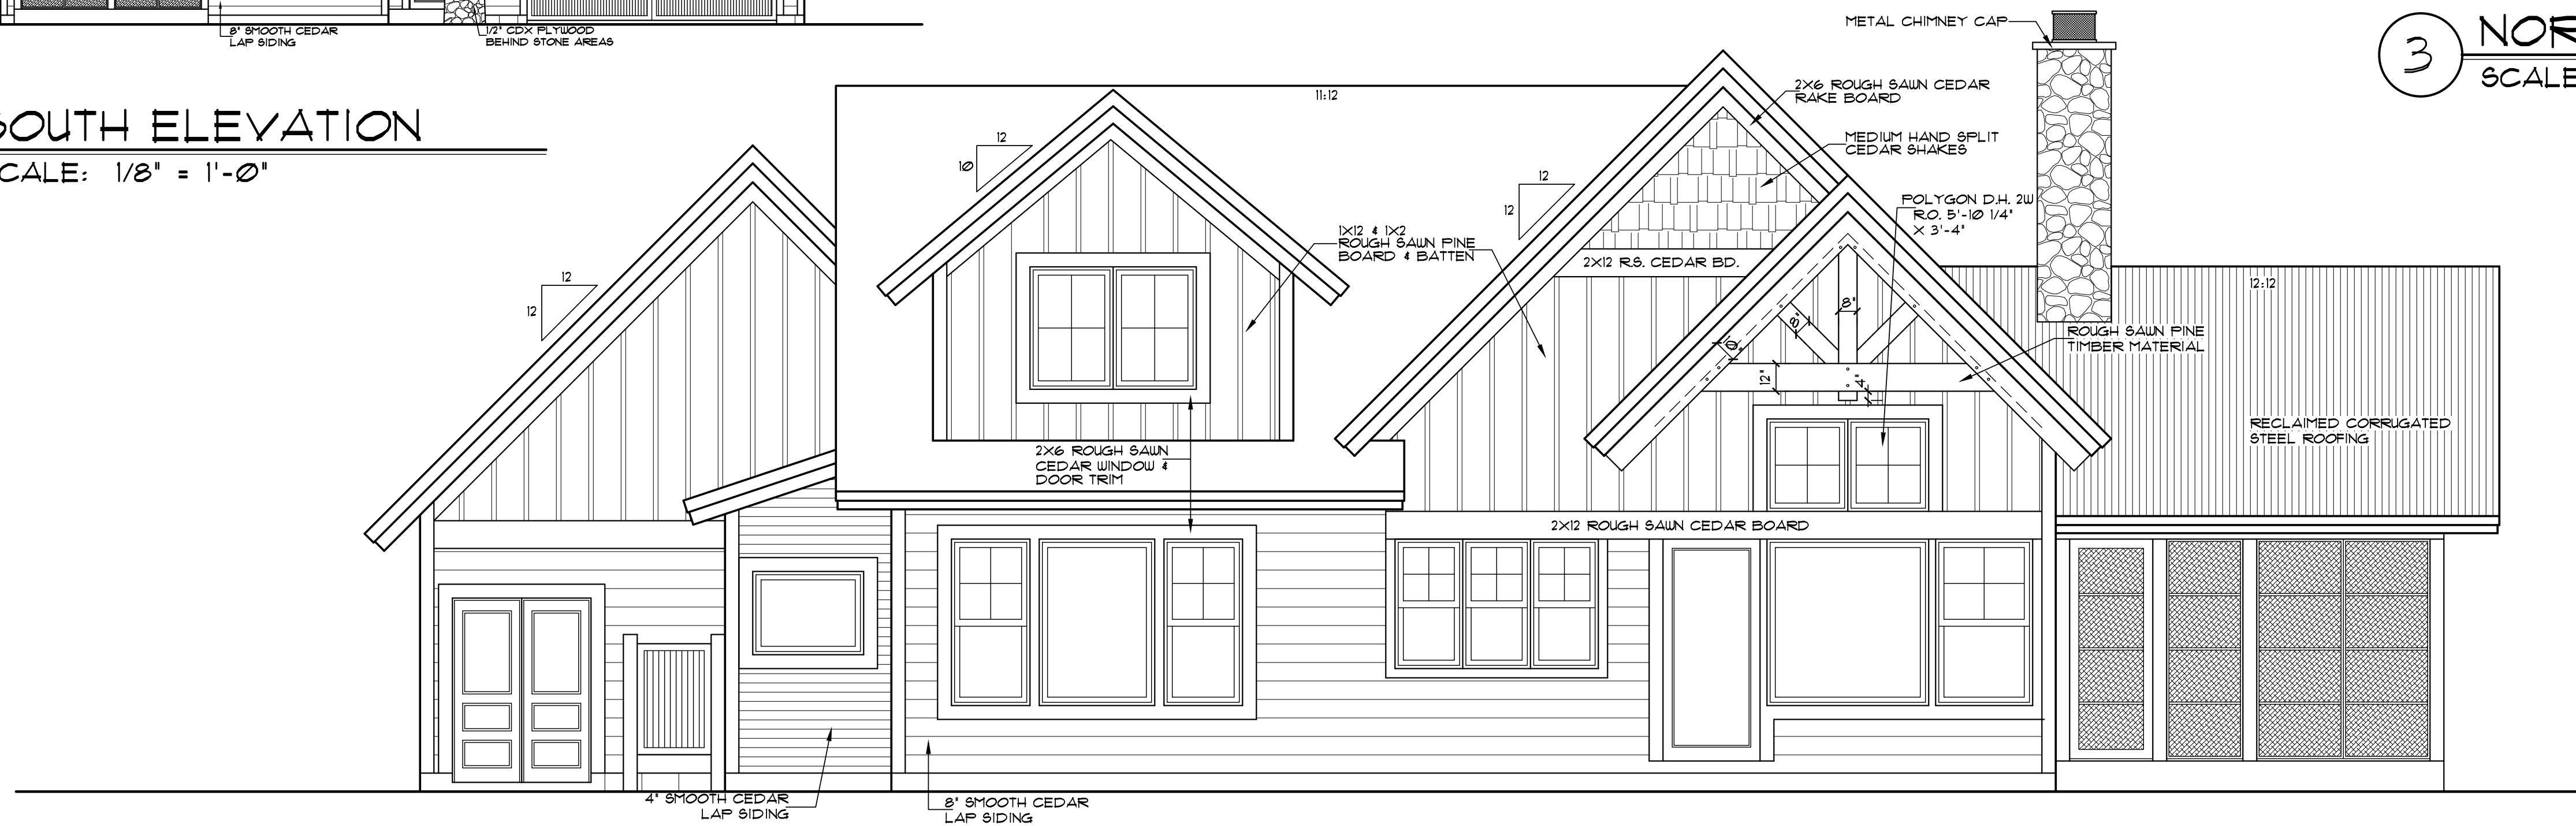 8" SMOOTH CEDAR
LAP SIDING
1/2" CDX PLYWOOD
BEHIND STONE AREAS
SOUTH ELEVATION
SCALE: 1/8" = 1'-0"
3
SCALE
METAL CHIMNEY CAP
11:12
2X6 ROUGH SAWN CEDAR
RAKE BOARD
MEDIUM HAND SPLIT
CEDAR SHAKES
12
10
12
12
POLYGON D.H. 2W
R.O. 5'-10 1/4"
X 3'-4"
1X12 & 1X2
ROUGH SAWN PINE
BOARD & BATTEN
2X12 R.S. CEDAR BD.
12
12
12:12
8"
8"
ROUGH SAWN PINE
TIMBER MATERIAL
12"
4"
RECLAIMED CORRUGATED
STEEL ROOFING
2X6 ROUGH SAWN
CEDAR WINDOW &
DOOR TRIM
2X12 ROUGH SAWN CEDAR BOARD
4" SMOOTH CEDAR
LAP SIDING
8" SMOOTH CEDAR
LAP SIDING